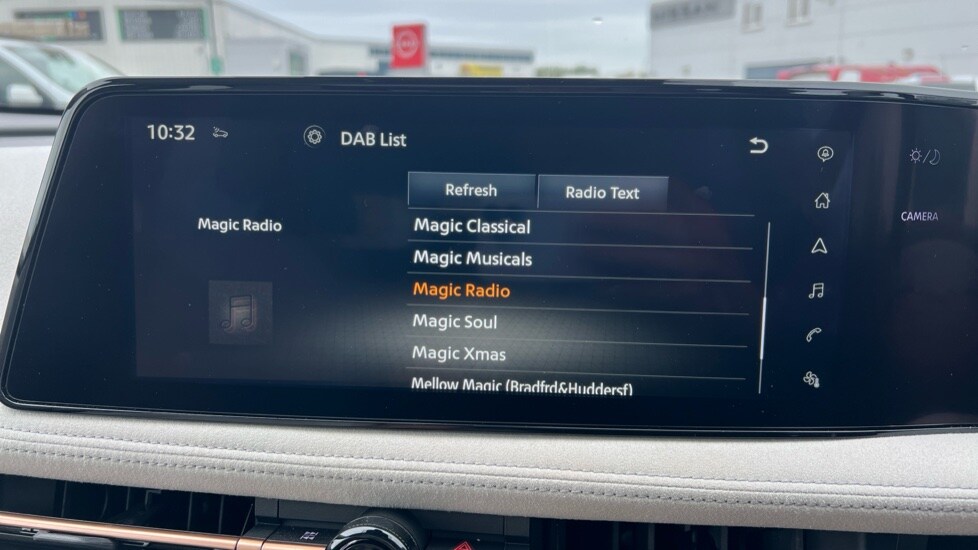 NISSAN
10:32
DAB List
Refresh
Radio Text
Magic Radio
Magic Classical
Magic Musicals
Magic Radio
Magic Soul
Magic Xmas
Mellow Magic (Bradfrd&Huddersf)
CAMERA